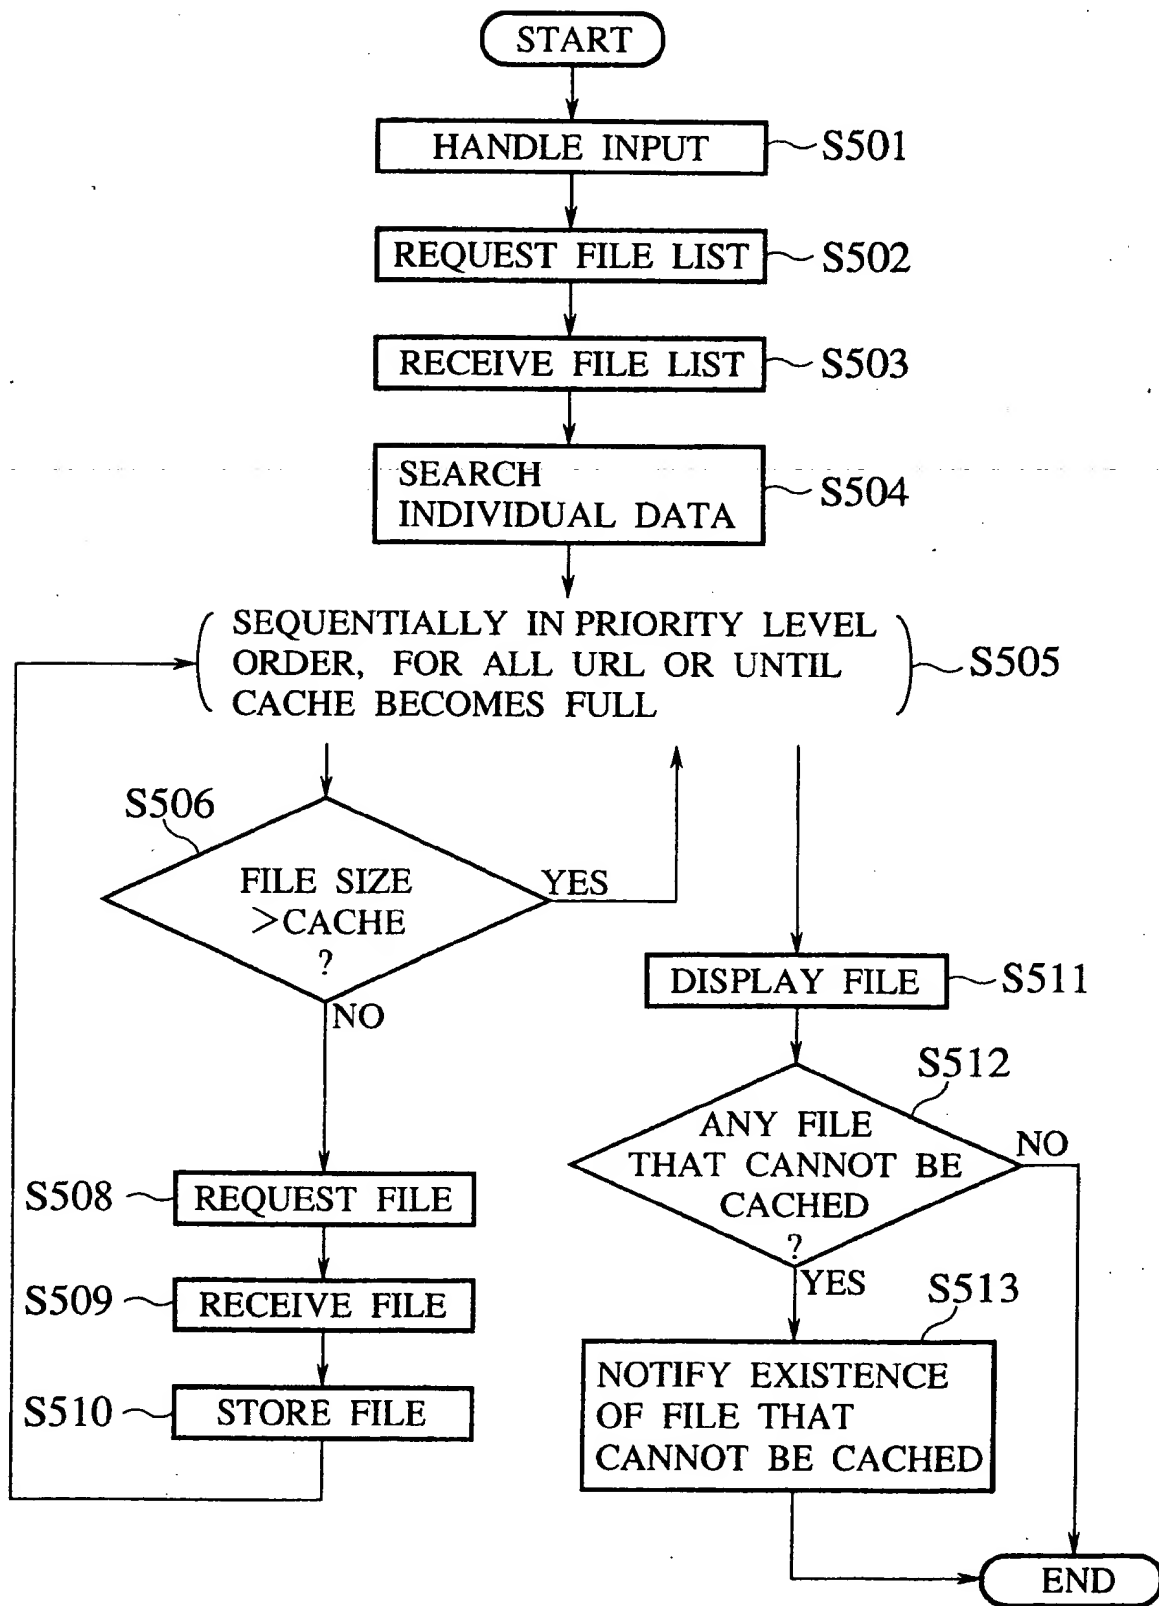 START
HANDLE INPUT
S501
REQUEST FILE LIST
S502
RECEIVE FILE LIST
S503
SEARCH
INDIVIDUAL DATA
S504
SEQUENTIALLY IN PRIORITY LEVEL
ORDER, FOR ALL URL OR UNTIL
CACHE BECOMES FULL
S505
S506
FILE SIZE
>CACHE
?
YES
NO
S508
REQUEST FILE
S509
RECEIVE FILE
S510
STORE FILE
DISPLAY FILE
S511
S512
ANY FILE
THAT CANNOT BE
CACHED
?
NO
YES
S513
NOTIFY EXISTENCE
OF FILE THAT
CANNOT BE CACHED
END